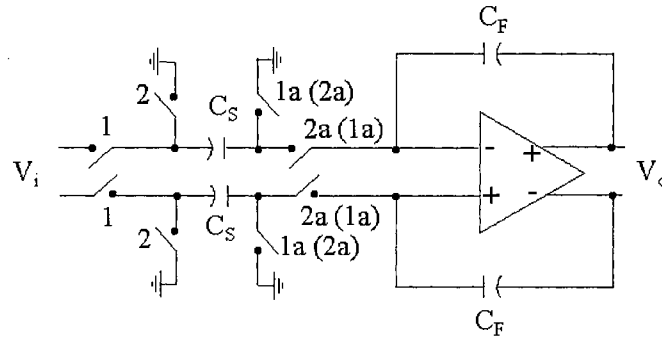 C_F
2
C_S
1a (2a)
1
2a (1a)
V_i
-
+
+
-
V_o
1
2
C_S
2a (1a)
1a (2a)
C_F